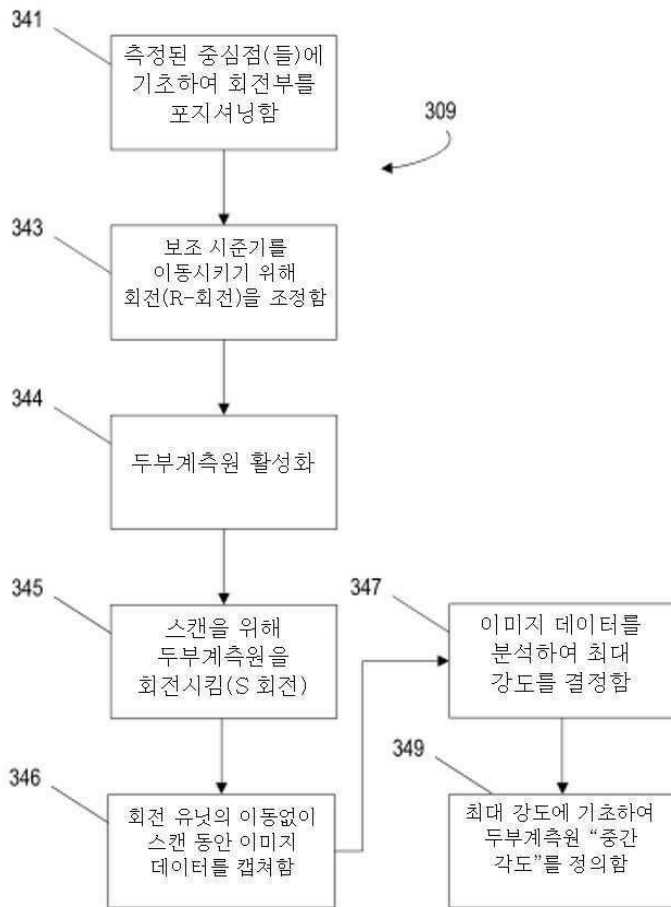 341
측정된 중심점(들)에
기초하여 회전부를
포지셔닝함
309
343
보조 시준기를
이동시키기 위해
회전(R-회전)을 조정함
344
두부계측원 활성화
345
스캔을 위해
두부계측원을
회전시킴(S 회전)
346
회전 유닛의 이동없이
스캔 동안 이미지
데이터를 캡쳐함
347
이미지 데이터를
분석하여 최대
강도를 결정함
349
최대 강도에 기초하여
두부계측원 “중간
각도”를 정의함